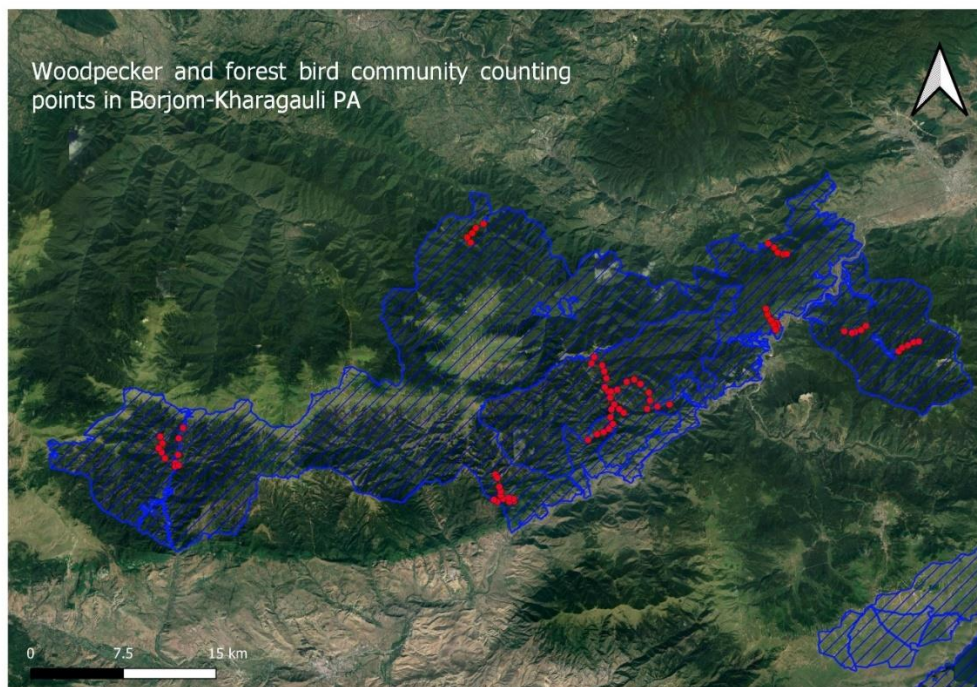 Woodpecker and forest bird community counting
points in Borjom-Kharagauli PA
0 7.5 15 km